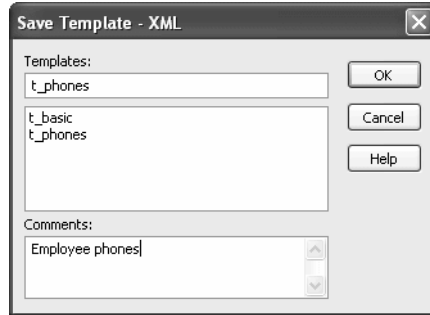 Save Template - XML
Templates:
t_phones
OK
t_basic
t_phones
Cancel
Help
Comments:
Employee phones